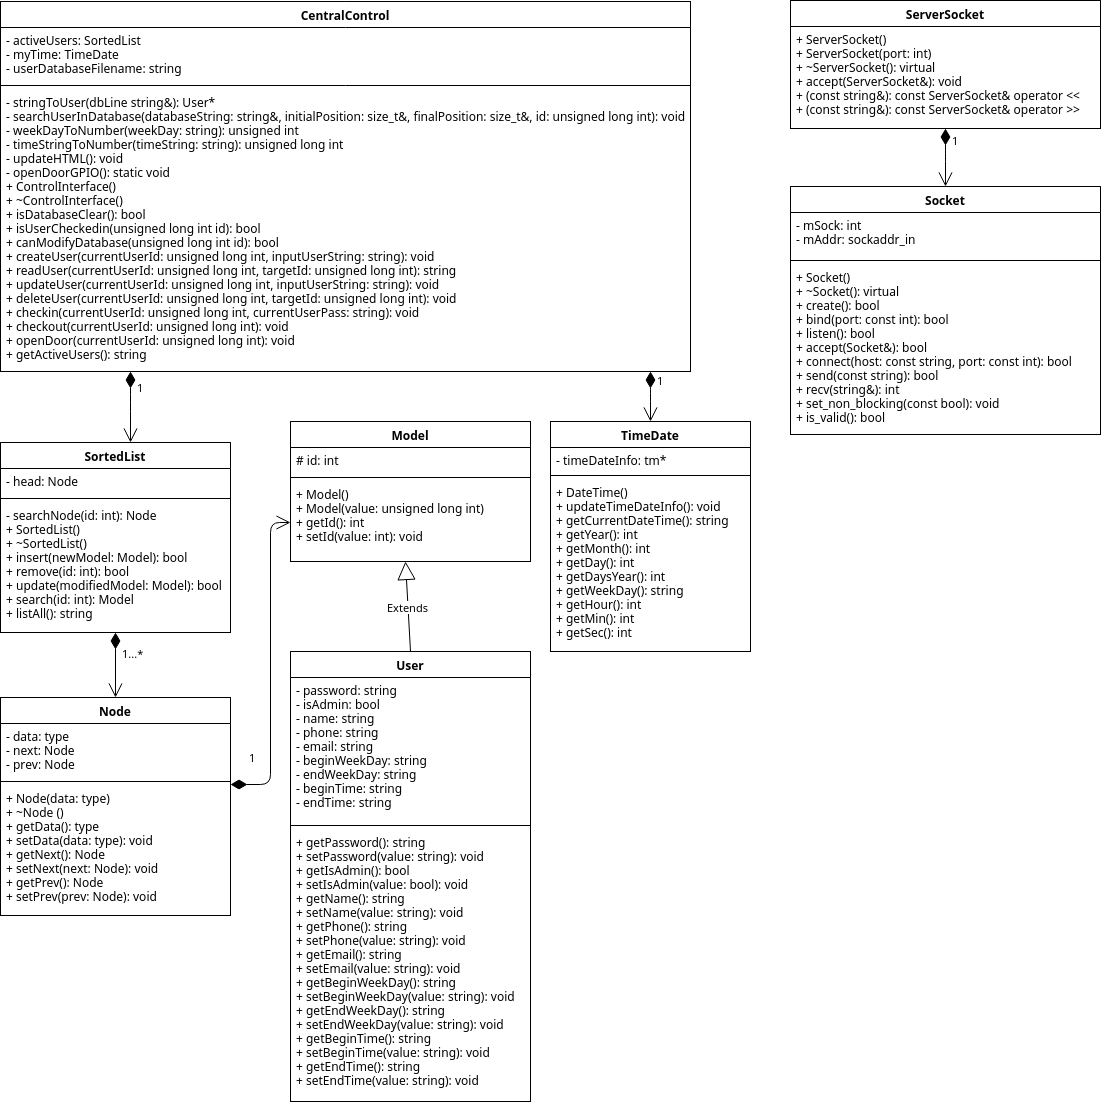 CentralControl
- activeUsers: SortedList
- myTime: TimeDate
- userDatabaseFilename: string
- stringToUser(dbLine string&): User*
- searchUserInDatabase(databaseString: string&, initialPosition: size_t&, finalPosition: size_t&, id: unsigned long int): void
- weekDayToNumber(weekDay: string): unsigned int
- timeStringToNumber(timeString: string): unsigned long int
- updateHTML(): void
- openDoorGPIO(): static void
+ ControlInterface()
+ ~ControlInterface()
+ isDatabaseClear(): bool
+ isUserCheckedin(unsigned long int id): bool
+ canModifyDatabase(unsigned long int id): bool
+ createUser(currentUserId: unsigned long int, inputUserString: string): void
+ readUser(currentUserId: unsigned long int, targetId: unsigned long int): string
+ updateUser(currentUserId: unsigned long int, inputUserString: string): void
+ deleteUser(currentUserId: unsigned long int, targetId: unsigned long int): void
+ checkin(currentUserId: unsigned long int, currentUserPass: string): void
+ checkout(currentUserId: unsigned long int): void
+ openDoor(currentUserId: unsigned long int): void
+ getActiveUsers(): string
1
1
ServerSocket
+ ServerSocket()
+ ServerSocket(port: int)
+ ~ServerSocket(): virtual
+ accept(ServerSocket&): void
+ (const string&): const ServerSocket& operator <<
+ (const string&): const ServerSocket& operator >>
1
Socket
- mSock: int
- mAddr: sockaddr_in
+ Socket()
+ ~Socket(): virtual
+ create(): bool
+ bind(port: const int): bool
+ listen(): bool
+ accept(Socket&): bool
+ connect(host: const string, port: const int): bool
+ send(const string): bool
+ recv(string&): int
+ set_non_blocking(const bool): void
+ is_valid(): bool
SortedList
- head: Node
- searchNode(id: int): Node
+ SortedList()
+ ~SortedList()
+ insert(newModel: Model): bool
+ remove(id: int): bool
+ update(modifiedModel: Model): bool
+ search(id: int): Model
+ listAll(): string
1...*
Model
# id: int
+ Model()
+ Model(value: unsigned long int)
+ getId(): int
+ setId(value: int): void
Extends
TimeDate
- timeDateInfo: tm*
+ DateTime()
+ updateTimeDateInfo(): void
+ getCurrentDateTime(): string
+ getYear(): int
+ getMonth(): int
+ getDay(): int
+ getDaysYear(): int
+ getWeekDay(): string
+ getHour(): int
+ getMin(): int
+ getSec(): int
Node
- data: type
- next: Node
- prev: Node
+ Node(data: type)
+ ~Node ()
+ getData(): type
+ setData(data: type): void
+ getNext(): Node
+ setNext(next: Node): void
+ getPrev(): Node
+ setPrev(prev: Node): void
1
User
- password: string
- isAdmin: bool
- name: string
- phone: string
- email: string
- beginWeekDay: string
- endWeekDay: string
- beginTime: string
- endTime: string
+ getPassword(): string
+ setPassword(value: string): void
+ getIsAdmin(): bool
+ setIsAdmin(value: bool): void
+ getName(): string
+ setName(value: string): void
+ getPhone(): string
+ setPhone(value: string): void
+ getEmail(): string
+ setEmail(value: string): void
+ getBeginWeekDay(): string
+ setBeginWeekDay(value: string): void
+ getEndWeekDay(): string
+ setEndWeekDay(value: string): void
+ getBeginTime(): string
+ setBeginTime(value: string): void
+ getEndTime(): string
+ setEndTime(value: string): void